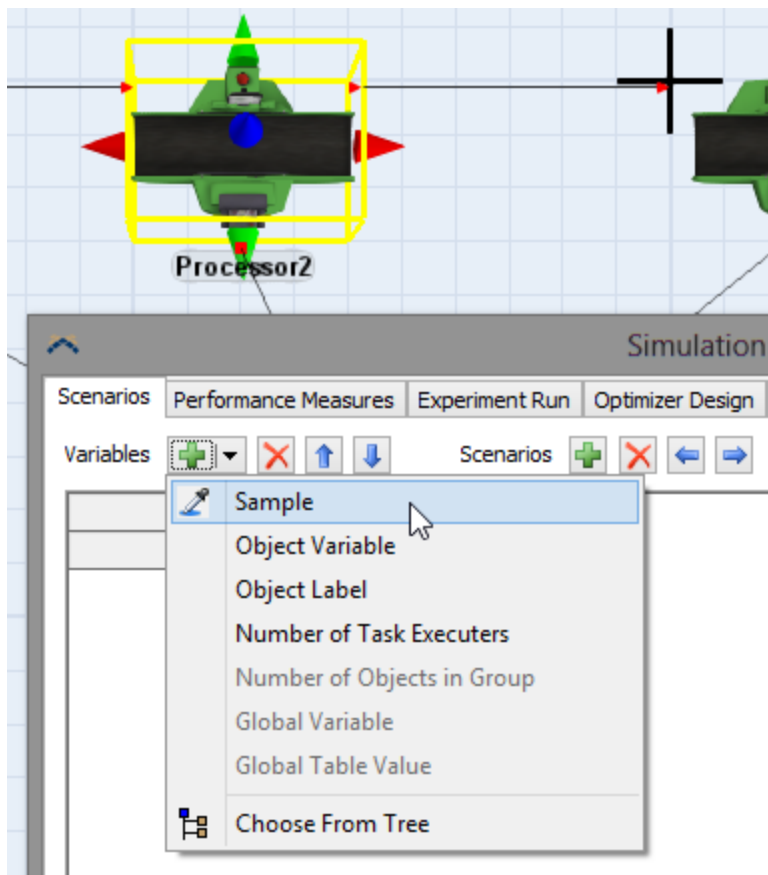 Processor2
Simulation
Scenarios Performance Measures Experiment Run Optimizer Design
Variables Scenarios
Sample
Object Variable
Object Label
Number of Task Executers
Number of Objects in Group
Global Variable
Global Table Value
Choose From Tree